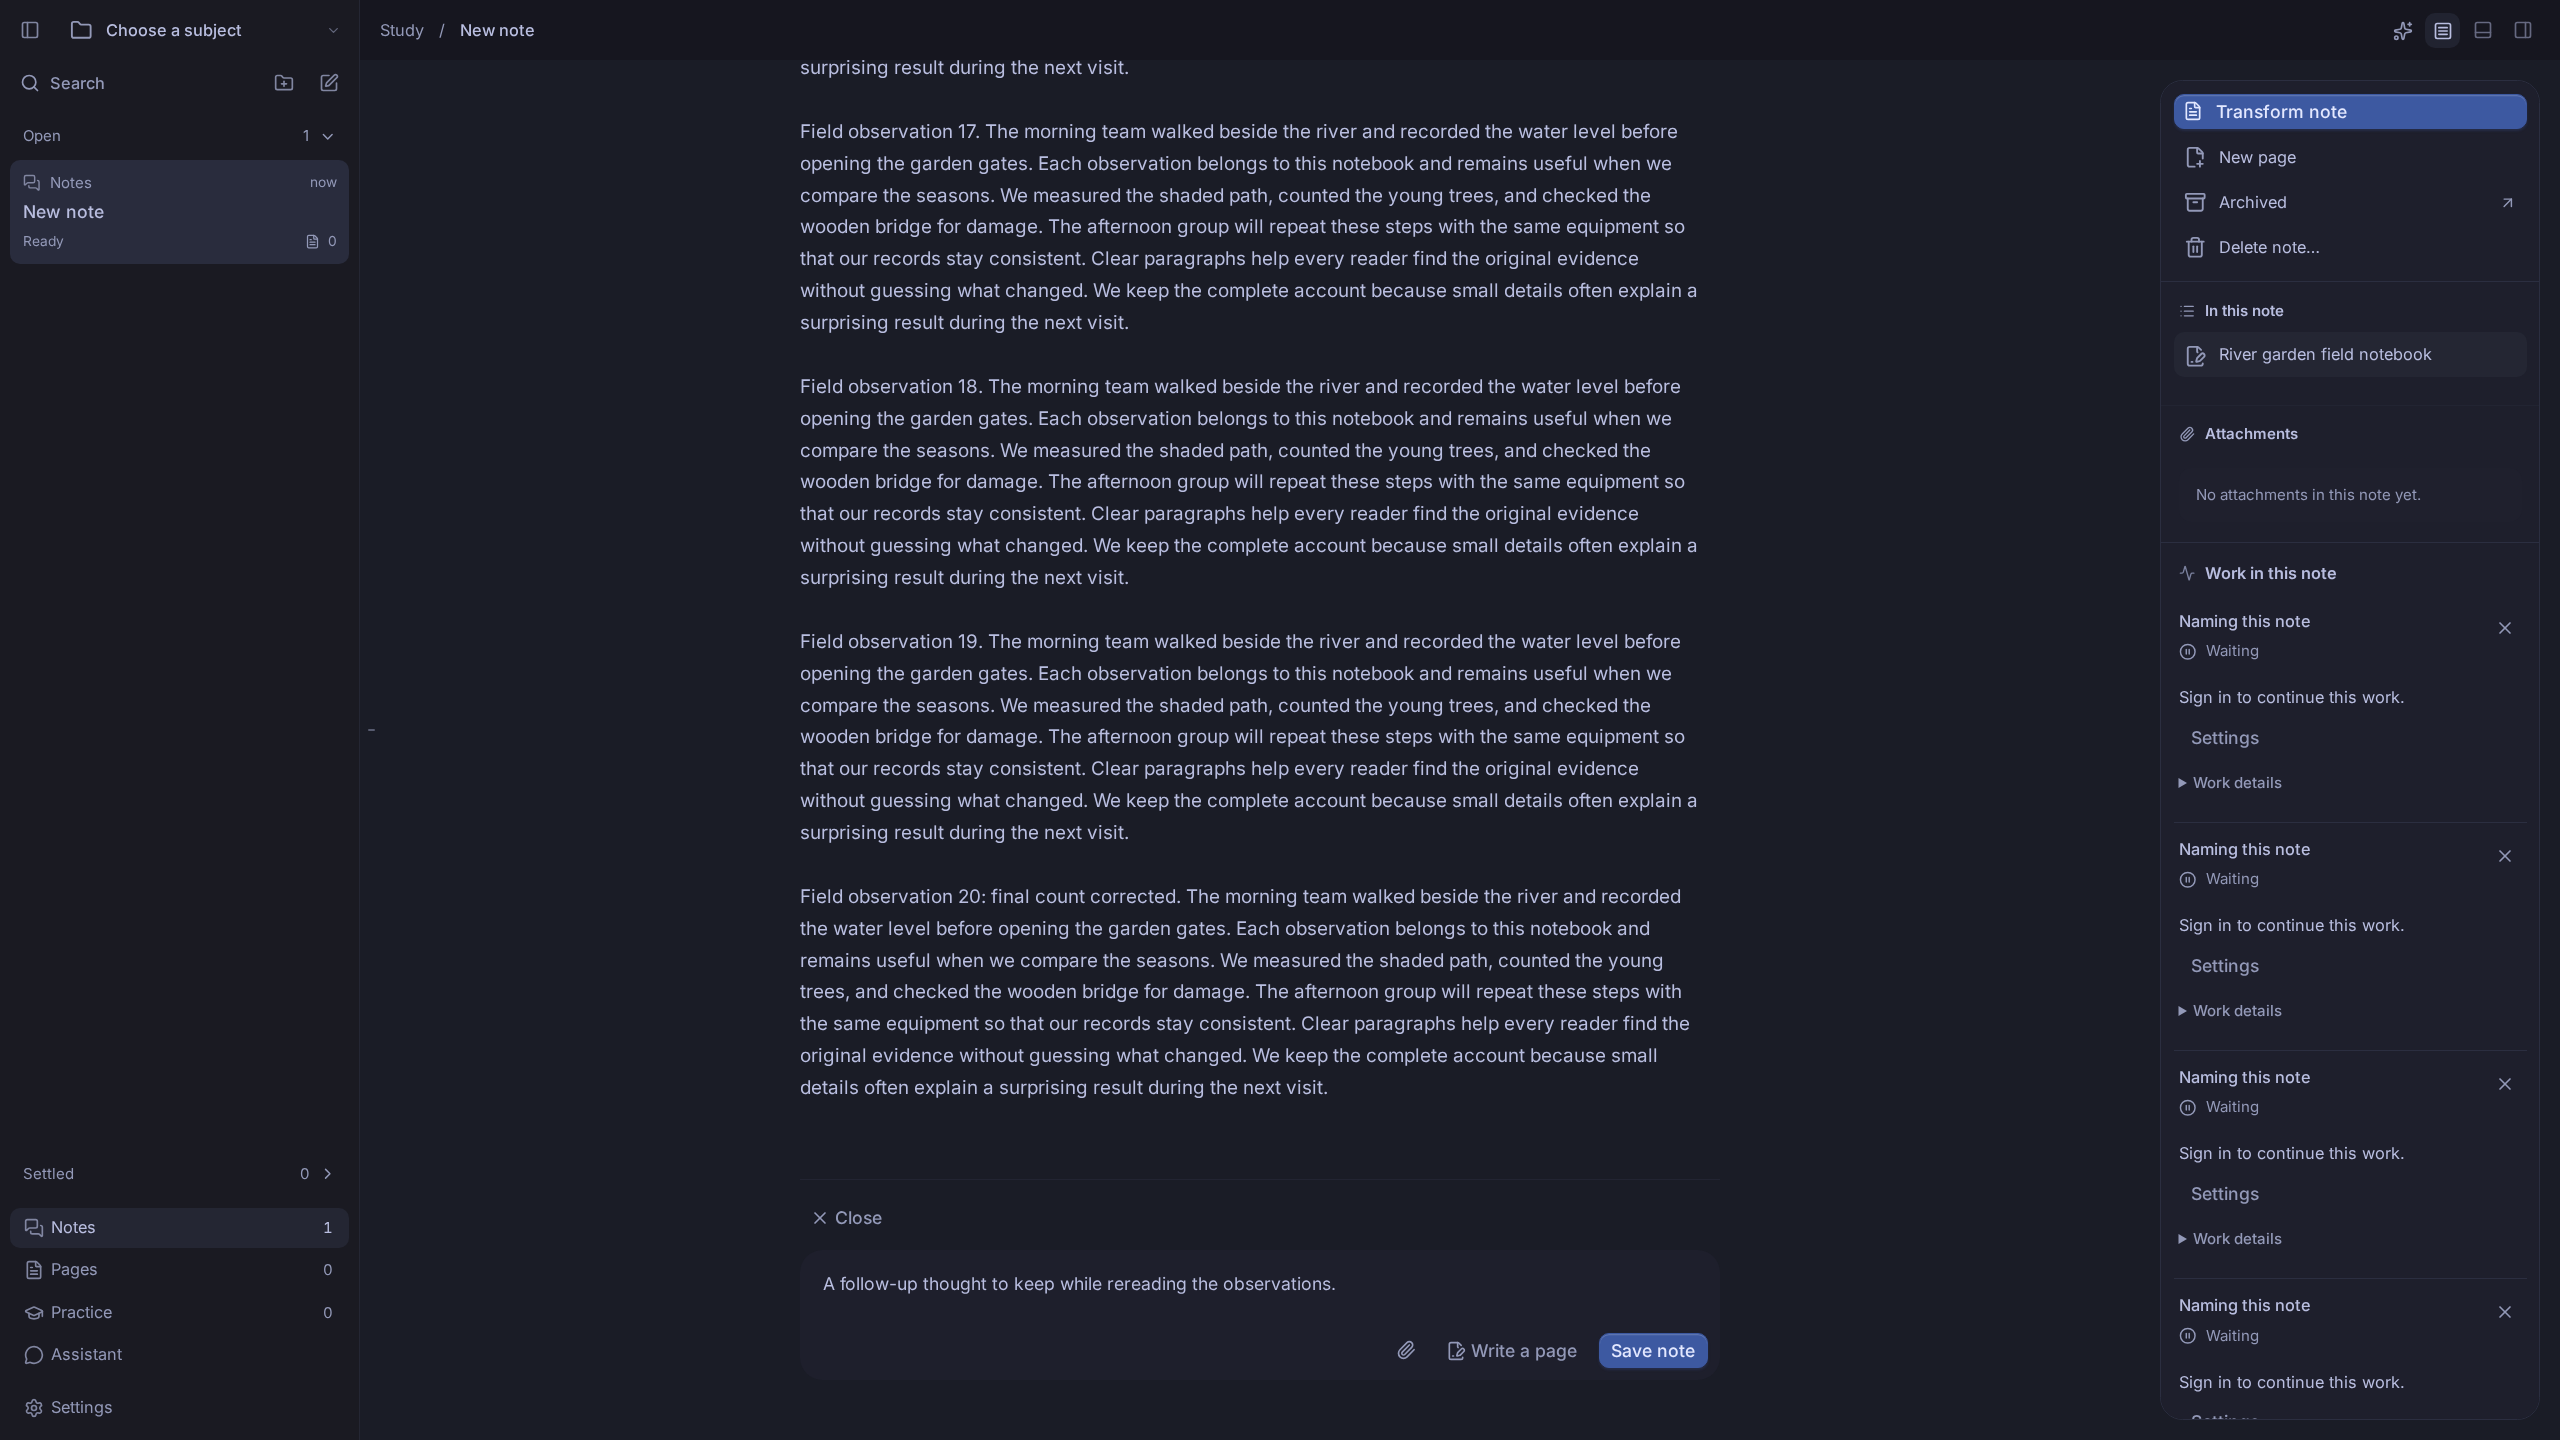 Choose a subject
Search
Open 1
Notes now
New note
Ready 0
Settled 0
Notes 1
Pages 0
Practice 0
Assistant
Settings
Study / New note
surprising result during the next visit.
Field observation 17. The morning team walked beside the river and recorded the water level before
opening the garden gates. Each observation belongs to this notebook and remains useful when we
compare the seasons. We measured the shaded path, counted the young trees, and checked the
wooden bridge for damage. The afternoon group will repeat these steps with the same equipment so
that our records stay consistent. Clear paragraphs help every reader find the original evidence
without guessing what changed. We keep the complete account because small details often explain a
surprising result during the next visit.
Field observation 18. The morning team walked beside the river and recorded the water level before
opening the garden gates. Each observation belongs to this notebook and remains useful when we
compare the seasons. We measured the shaded path, counted the young trees, and checked the
wooden bridge for damage. The afternoon group will repeat these steps with the same equipment so
that our records stay consistent. Clear paragraphs help every reader find the original evidence
without guessing what changed. We keep the complete account because small details often explain a
surprising result during the next visit.
Field observation 19. The morning team walked beside the river and recorded the water level before
opening the garden gates. Each observation belongs to this notebook and remains useful when we
compare the seasons. We measured the shaded path, counted the young trees, and checked the
wooden bridge for damage. The afternoon group will repeat these steps with the same equipment so
that our records stay consistent. Clear paragraphs help every reader find the original evidence
without guessing what changed. We keep the complete account because small details often explain a
surprising result during the next visit.
Field observation 20: final count corrected. The morning team walked beside the river and recorded
the water level before opening the garden gates. Each observation belongs to this notebook and
remains useful when we compare the seasons. We measured the shaded path, counted the young
trees, and checked the wooden bridge for damage. The afternoon group will repeat these steps with
the same equipment so that our records stay consistent. Clear paragraphs help every reader find the
original evidence without guessing what changed. We keep the complete account because small
details often explain a surprising result during the next visit.
Close
A follow-up thought to keep while rereading the observations.
Write a page Save note
Transform note
New page
Archived
Delete note...
In this note
River garden field notebook
Attachments
No attachments in this note yet.
Work in this note
Naming this note
Waiting
Sign in to continue this work.
Settings
Work details
Naming this note
Waiting
Sign in to continue this work.
Settings
Work details
Naming this note
Waiting
Sign in to continue this work.
Settings
Work details
Naming this note
Waiting
Sign in to continue this work.